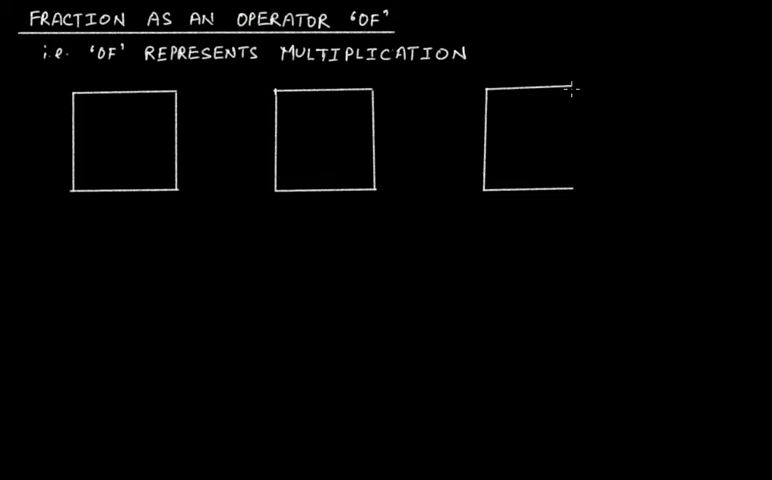 FRACTION AS AN OPERATOR 'OF'
i.e. 'OF' REPRESENTS MULTIPLICATION